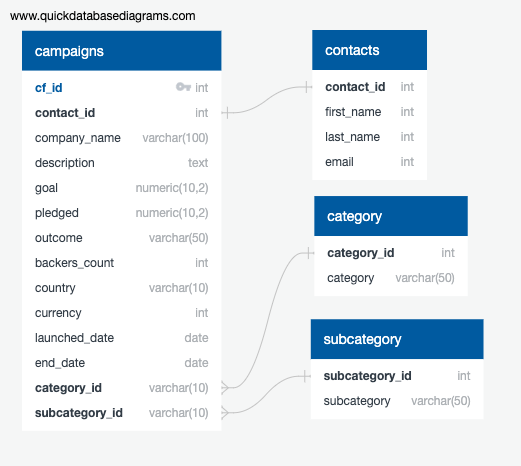 www.quickdatabasediagrams.com
campaigns
cf_id int
contact_id int
company_name varchar(100)
description text
goal numeric(10,2)
pledged numeric(10,2)
outcome varchar(50)
backers_count int
country varchar(10)
currency int
launched_date date
end_date date
category_id varchar(10)
subcategory_id varchar(10)
contacts
contact_id int
first_name int
last_name int
email int
category
category_id int
category varchar(50)
subcategory
subcategory_id int
subcategory varchar(50)